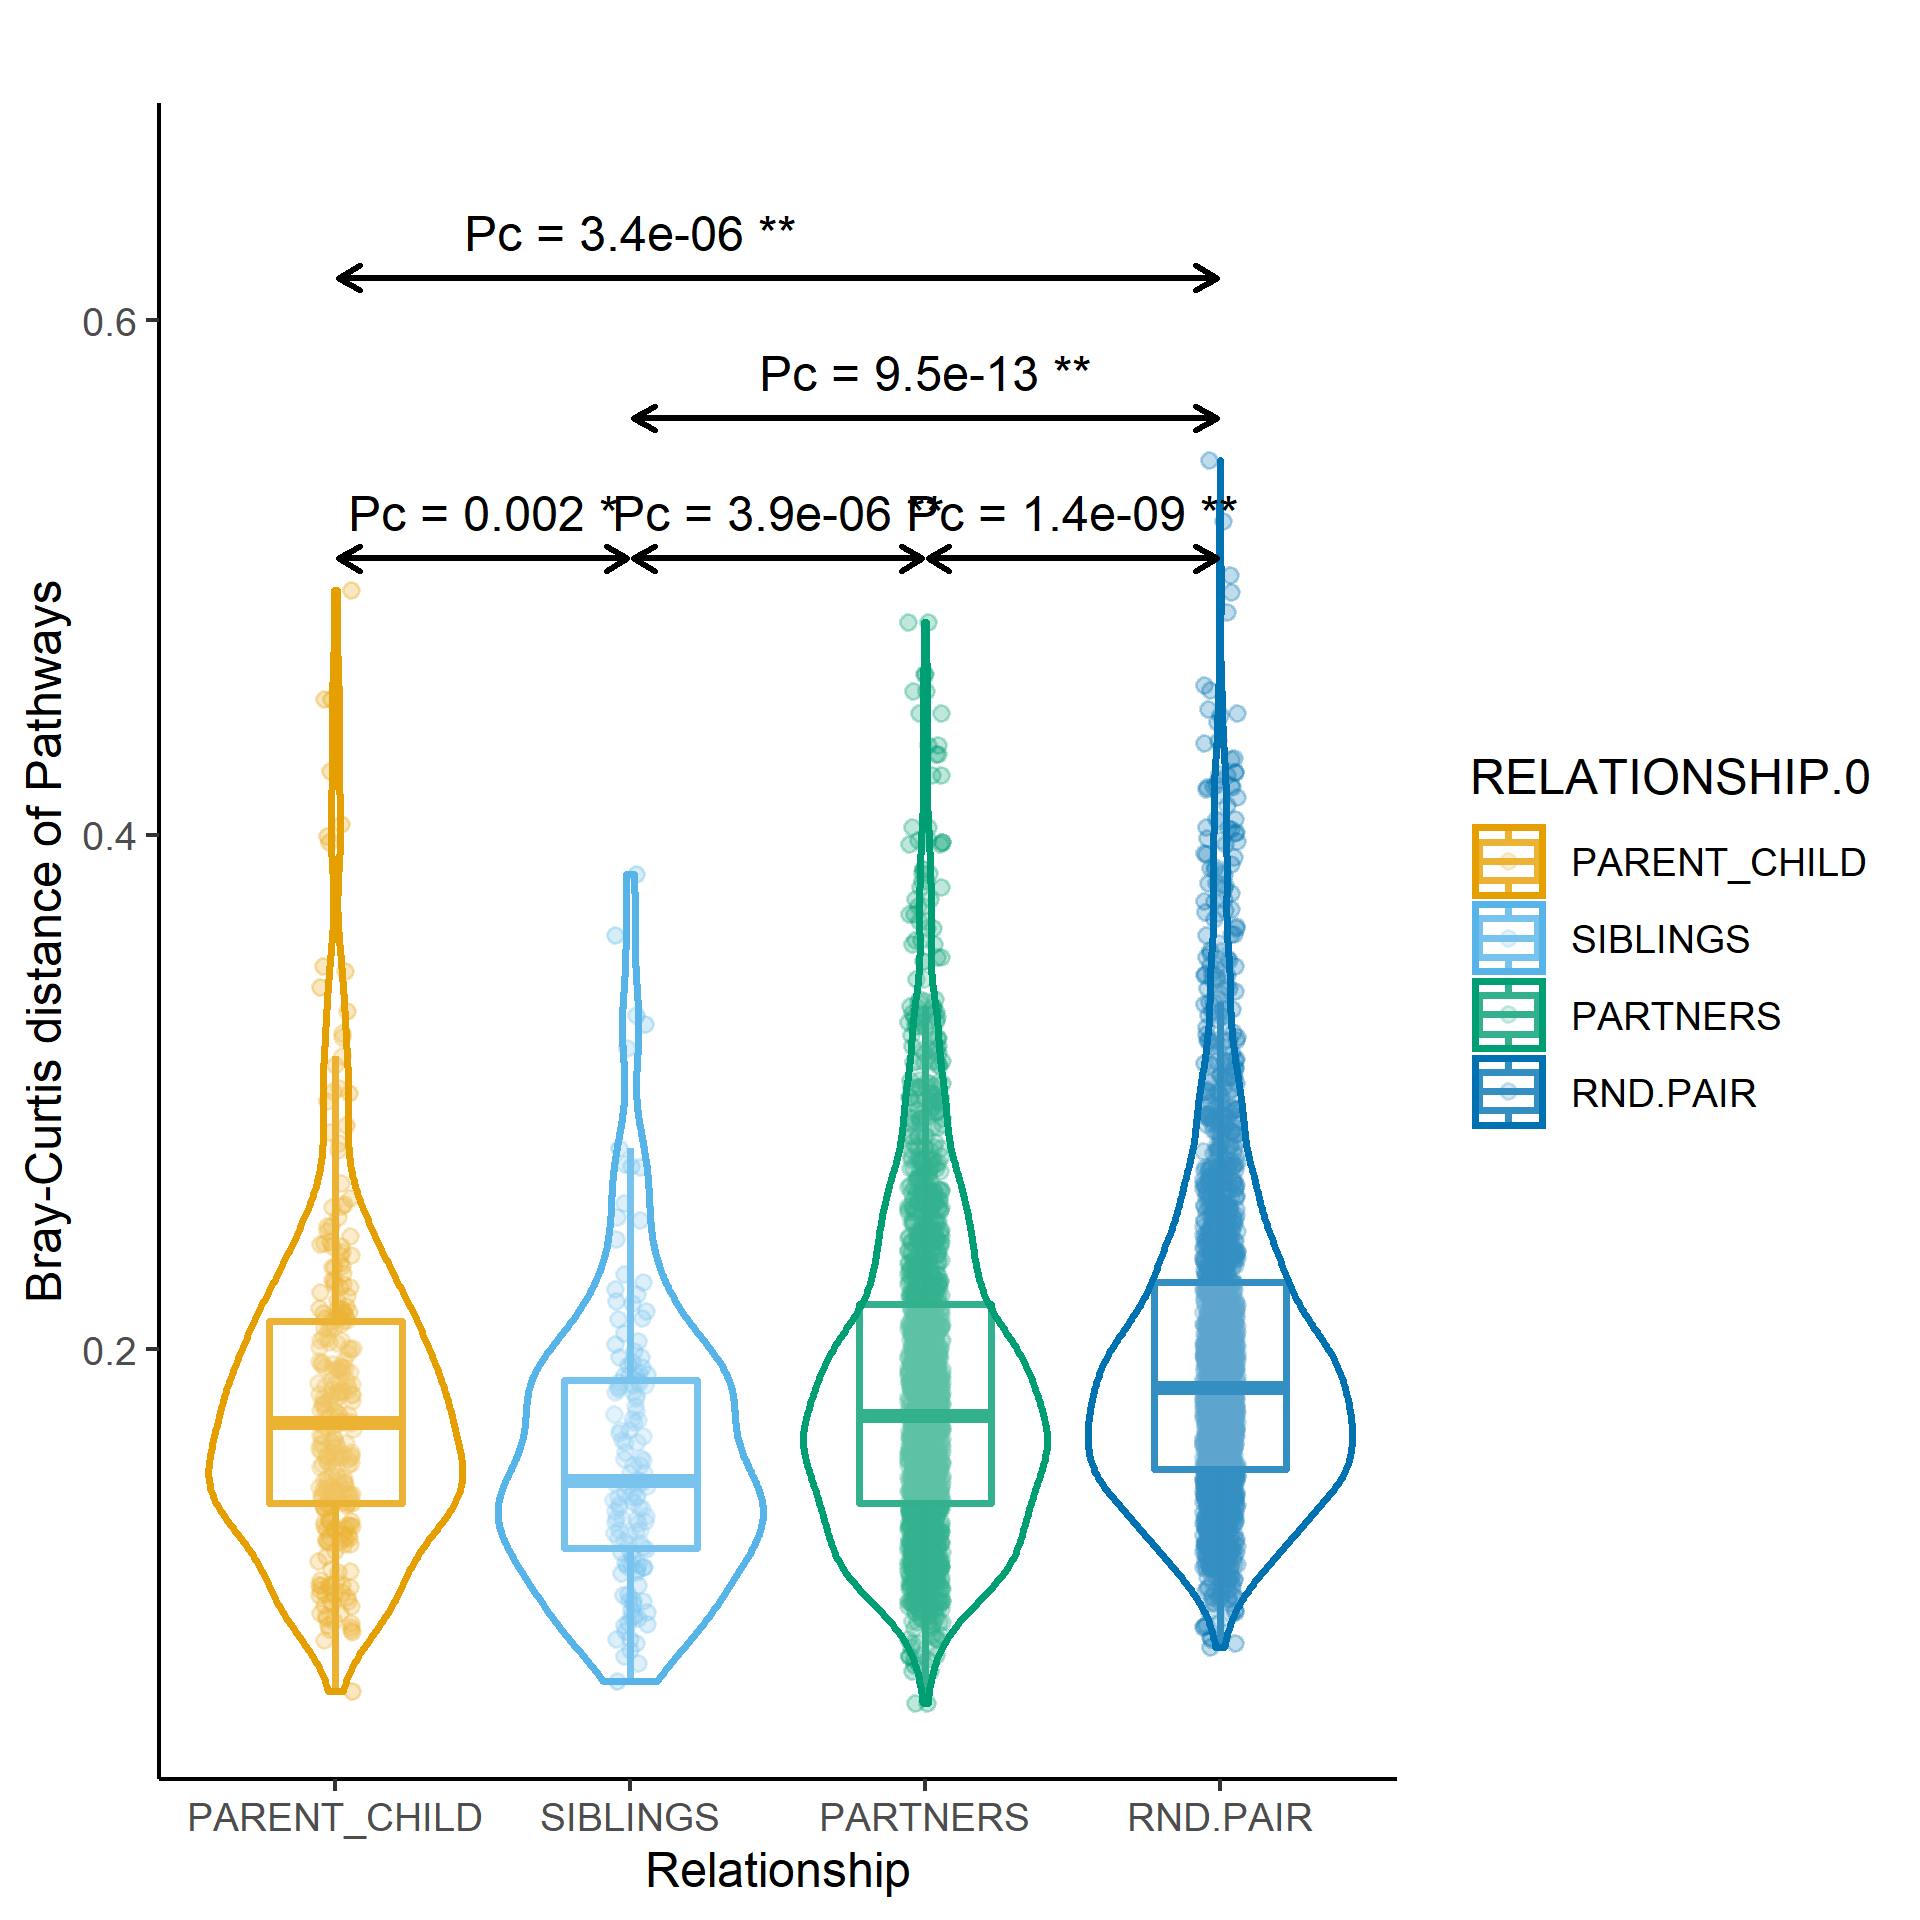 Pc = 3.4e-06 **
Pc = 9.5e-13 **
Pc = 0.002 *
Pc = 3.9e-06 **
Pc = 1.4e-09 **
0.6
0.4
0.2
Bray-Curtis distance of Pathways
PARENT_CHILD
SIBLINGS
PARTNERS
RND.PAIR
Relationship
RELATIONSHIP.0
PARENT_CHILD
SIBLINGS
PARTNERS
RND.PAIR